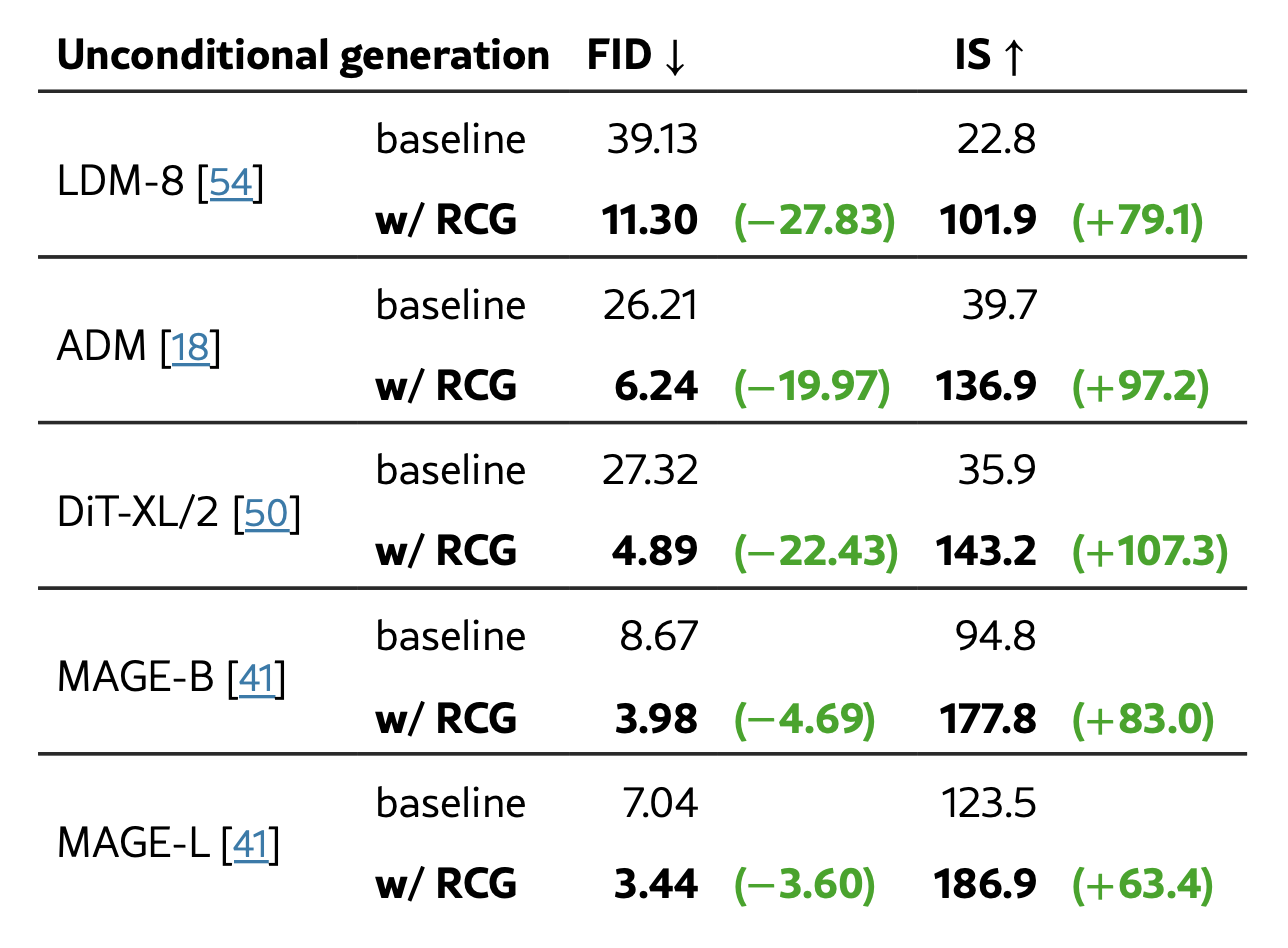 Unconditional generation FID ↓ IS ↑
baseline 39.13 22.8
LDM-8 [54]
w/ RCG 11.30 (−27.83) 101.9 (+79.1)
baseline 26.21 39.7
ADM [18]
w/ RCG 6.24 (−19.97) 136.9 (+97.2)
baseline 27.32 35.9
DiT-XL/2 [50]
w/ RCG 4.89 (−22.43) 143.2 (+107.3)
baseline 8.67 94.8
MAGE-B [41]
w/ RCG 3.98 (−4.69) 177.8 (+83.0)
baseline 7.04 123.5
MAGE-L [41]
w/ RCG 3.44 (−3.60) 186.9 (+63.4)